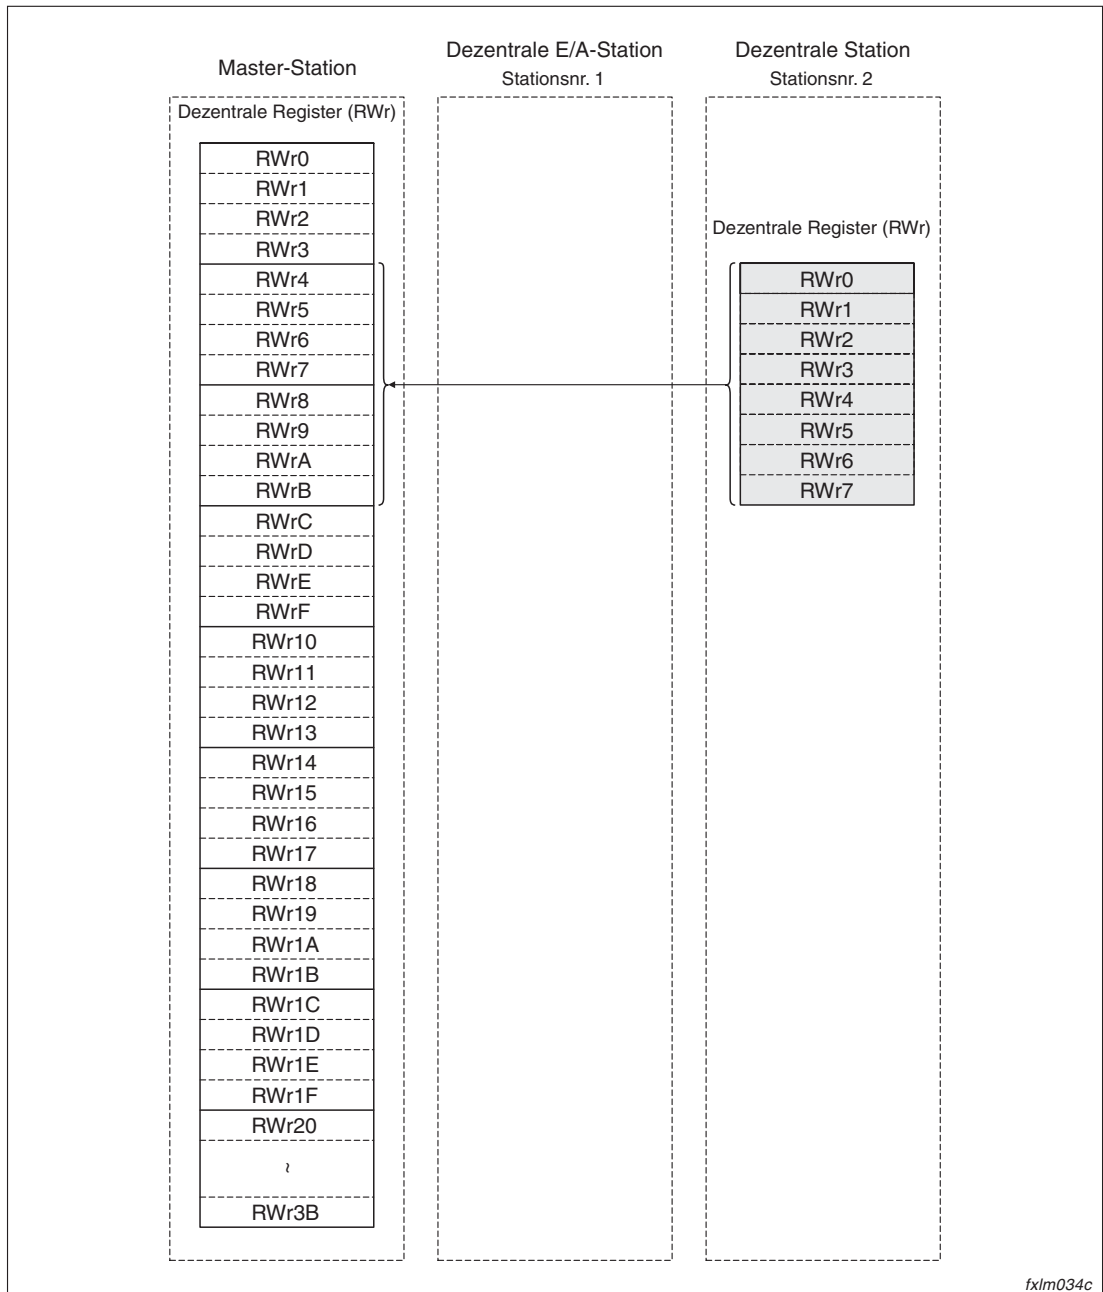 Master-Station
Dezentrale E/A-Station
Stationsnr. 1
Dezentrale Station
Stationsnr. 2
Dezentrale Register (RWr)
RWr0
RWr1
RWr2
RWr3
RWr4
RWr5
RWr6
RWr7
RWr8
RWr9
RWrA
RWrB
RWrC
RWrD
RWrE
RWrF
RWr10
RWr11
RWr12
RWr13
RWr14
RWr15
RWr16
RWr17
RWr18
RWr19
RWr1A
RWr1B
RWr1C
RWr1D
RWr1E
RWr1F
RWr20
~
RWr3B
Dezentrale Register (RWr)
RWr0
RWr1
RWr2
RWr3
RWr4
RWr5
RWr6
RWr7
fxlm034c